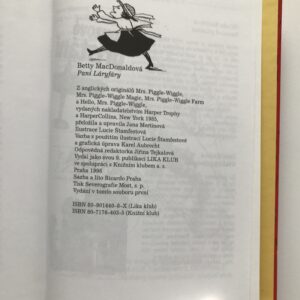 Betty MacDonaldová
Paní Láryfáry
Z anglických originálů Mrs. Piggle-Wiggle,
Mrs. Piggle-Wiggle Magic, Mrs. Piggle-Wiggle Farm
a Hello, Mrs. Piggle-Wiggle,
vydaných nakladatelstvím Harper Trophy
a HarperCollins, New York 1985,
přeložila a upravila Jana Martinová
Ilustrace Lucie Štamfestová
Vazba s použitím ilustrací Lucie Štamfestové
a grafická úprava Karel Aubrecht
Odpovědná redaktorka Jiřina Tejkalová
Vydal jako svou 9. publikaci LIKA KLUB
ve spolupráci s Knižním klubem a. s.
Praha 1996
Sazba a lito Ricardo Praha
Tisk Severografie Most, s. p.
Vydání v tomto souboru první
ISBN 80-901440-8-X (Lika klub)
ISBN 80-7176-403-5 (Knižní klub)